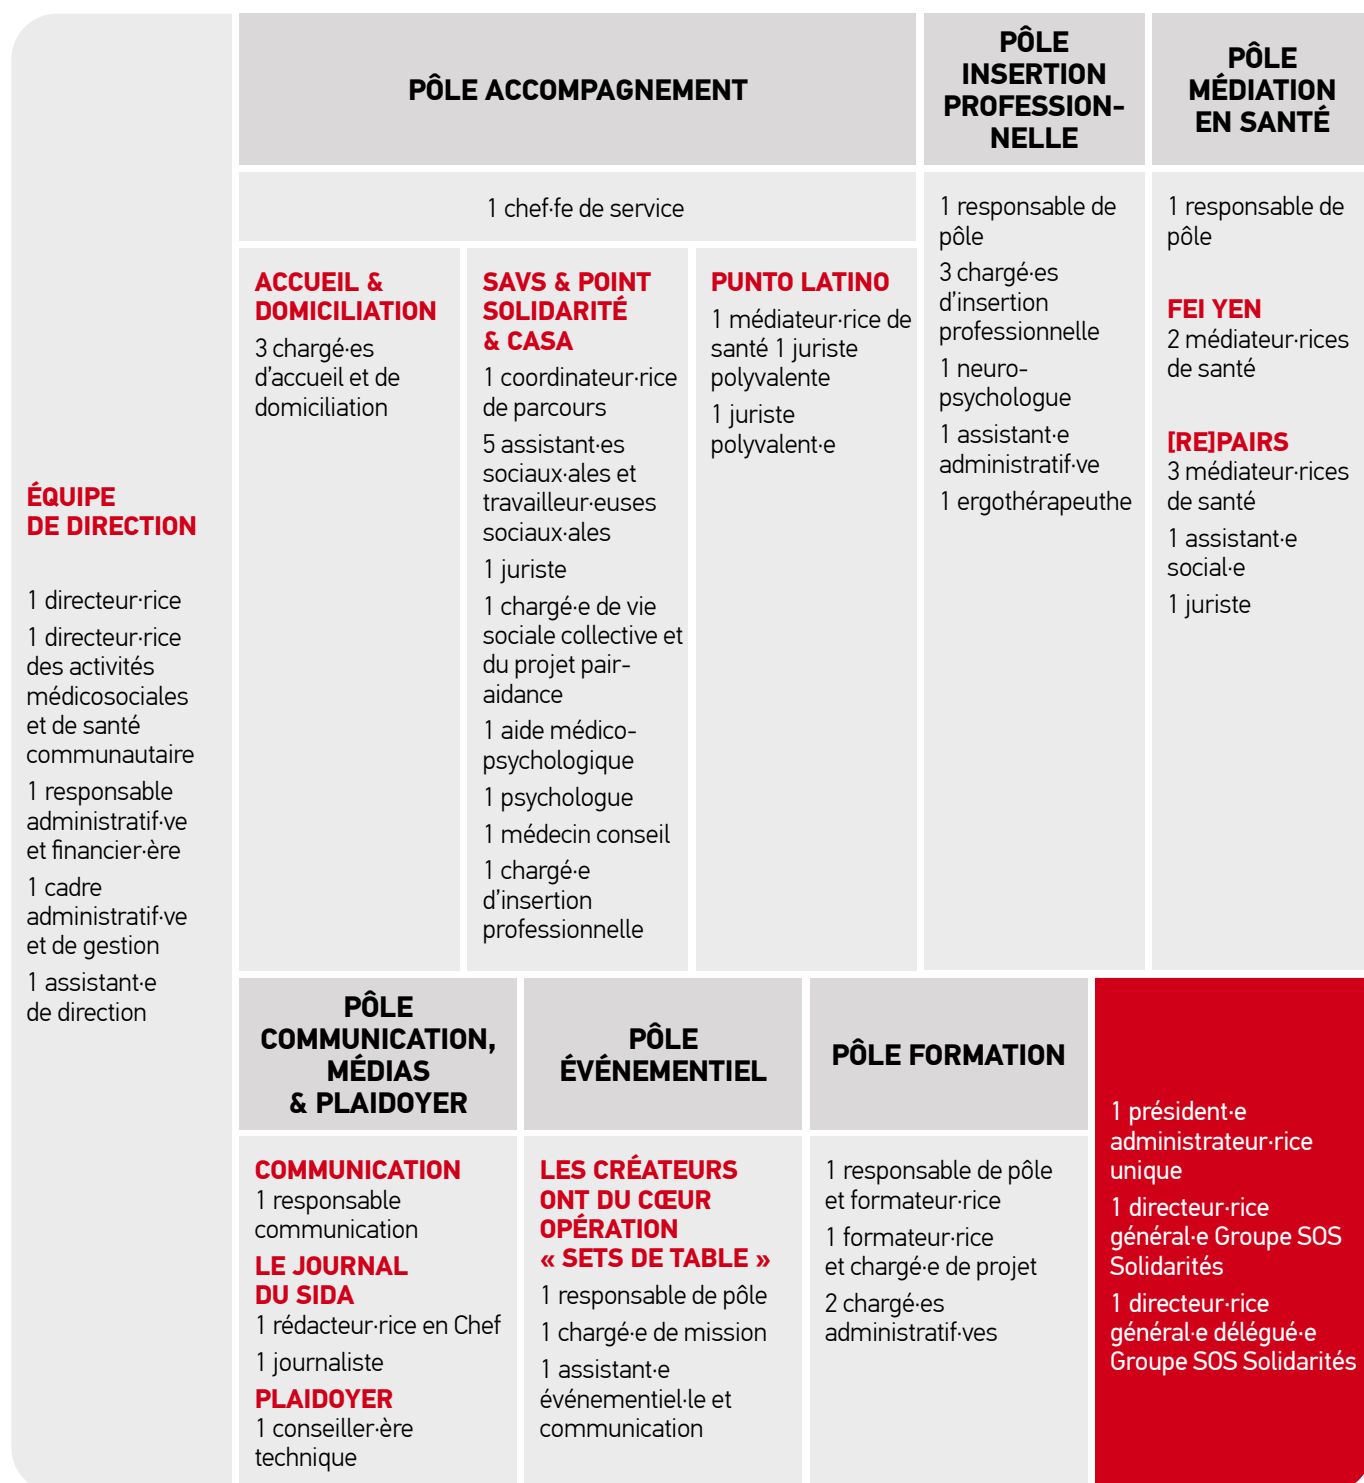 ÉQUIPE
DE DIRECTION
1 directeur·rice
1 directeur·rice
des activités
médicosociales
et de santé
communautaire
1 responsable
administratif·ve
et financier·ère
1 cadre
administratif·ve
et de gestion
1 assistant·e
de direction
PÔLE ACCOMPAGNEMENT
1 chef·fe de service
ACCUEIL &
DOMICILIATION
3 chargé·es
d'accueil et de
domiciliation
SAVS & POINT
SOLIDARITÉ
& CASA
1 coordinateur·rice
de parcours
5 assistant·es
sociaux·ales et
travailleur·euses
sociaux·ales
1 juriste
1 chargé·e de vie
sociale collective et
du projet pair-
aidance
1 aide médico-
psychologique
1 psychologue
1 médecin conseil
1 chargé·e
d'insertion
professionnelle
PUNTO LATINO
1 médiateur·rice de
santé 1 juriste
polyvalente
1 juriste
polyvalent·e
PÔLE
INSERTION
PROFESSION-
NELLE
1 responsable de
pôle
3 chargé·es
d'insertion
professionnelle
1 neuro-
psychologue
1 assistant·e
administratif·ve
1 ergothérapeuthe
PÔLE
MÉDIATION
EN SANTÉ
1 responsable de
pôle
FEI YEN
2 médiateur·rices
de santé
[RE]PAIRS
3 médiateur·rices
de santé
1 assistant·e
social·e
1 juriste
PÔLE
COMMUNICATION,
MÉDIAS
& PLAIDOYER
COMMUNICATION
1 responsable
communication
LE JOURNAL
DU SIDA
1 rédacteur·rice en Chef
1 journaliste
PLAIDOYER
1 conseiller·ère
technique
PÔLE
ÉVÉNEMENTIEL
LES CRÉATEURS
ONT DU CŒUR
OPÉRATION
« SETS DE TABLE »
1 responsable de pôle
1 chargé·e de mission
1 assistant·e
événementiel·le et
communication
PÔLE FORMATION
1 responsable de pôle
et formateur·rice
1 formateur·rice
et chargé·e de projet
2 chargé·es
administratif·ves
1 président·e
administrateur·rice
unique
1 directeur·rice
général·e Groupe SOS
Solidarités
1 directeur·rice
général·e délégué·e
Groupe SOS Solidarités